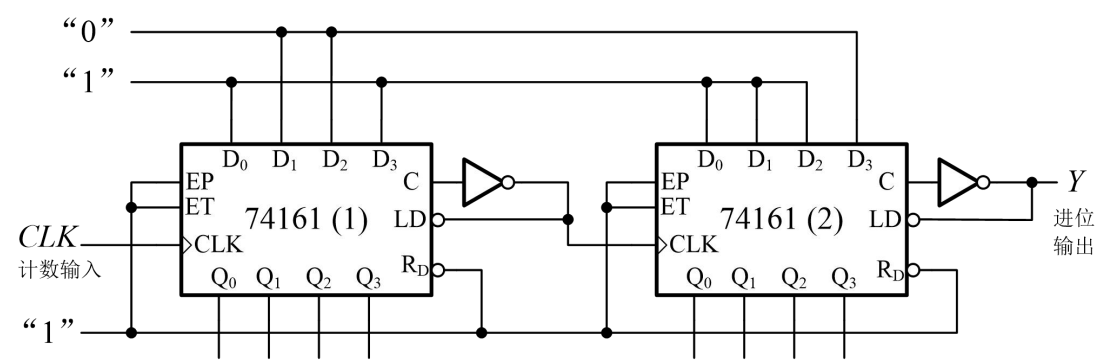 “0”
“1”
D₀ D₁ D₂ D₃
D₀ D₁ D₂ D₃
EP
ET
C
74161 (1)
LD
CLK
R_D
Q₀ Q₁ Q₂ Q₃
EP
ET
C
74161 (2)
LD
CLK
R_D
Q₀ Q₁ Q₂ Q₃
CLK
计数输入
Y
进位
输出
“1”